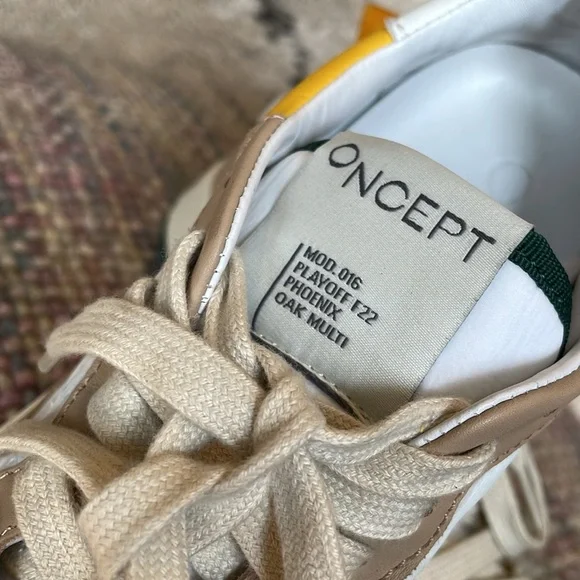 ONCEPT
MOD. 016
PLAYOFF F22
PHOENIX
OAK MULTI